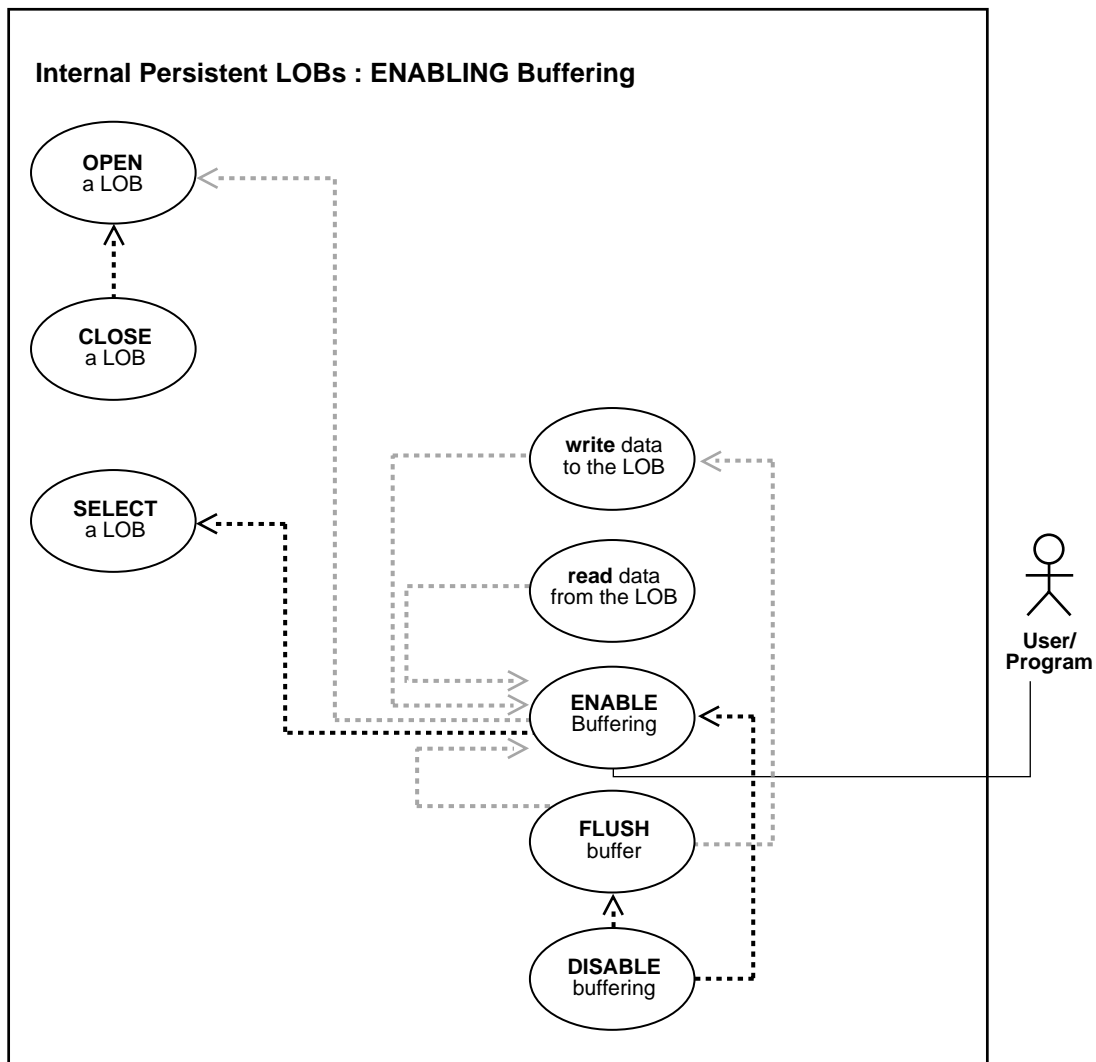 Internal Persistent LOBs : ENABLING Buffering
OPEN
a LOB
CLOSE
a LOB
write data
to the LOB
SELECT
a LOB
read data
from the LOB
User/
Program
ENABLE
Buffering
FLUSH
buffer
DISABLE
buffering